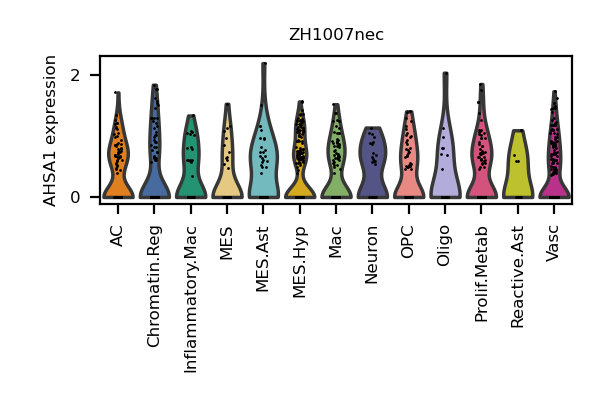 ZH1007nec
AHSA1 expression
2
0
AC
Chromatin.Reg
Inflammatory.Mac
MES
MES.Ast
MES.Hyp
Mac
Neuron
OPC
Oligo
Prolif.Metab
Reactive.Ast
Vasc